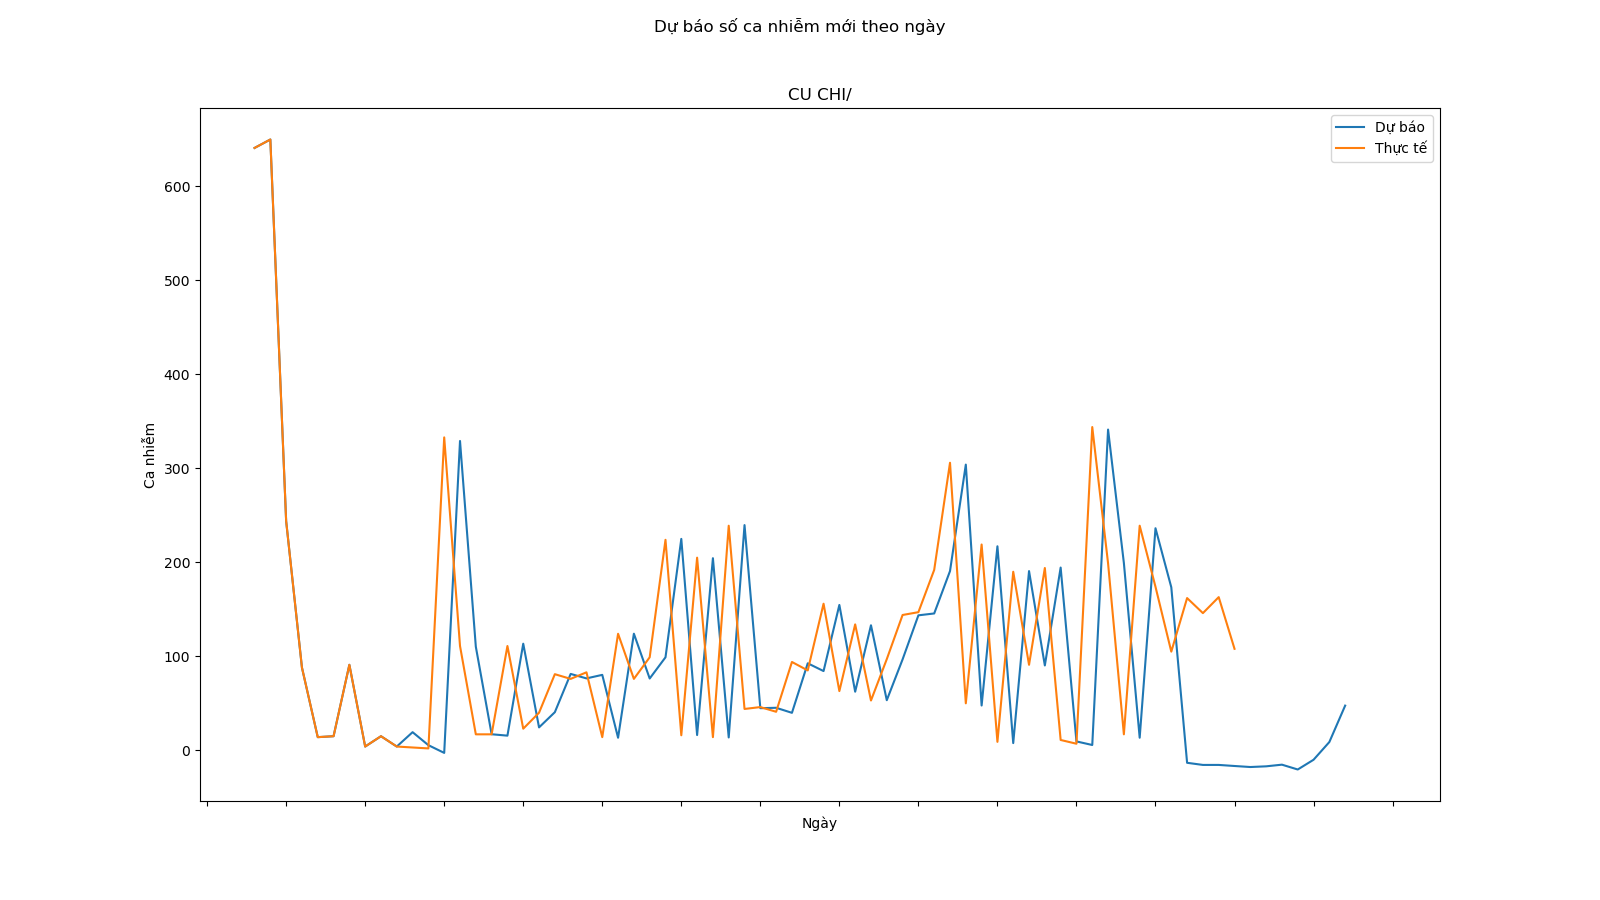 Dự báo số ca nhiễm mới theo ngày
CU CHI/
Dự báo
Thực tế
600
500
400
300
200
100
0
Ca nhiễm
Ngày